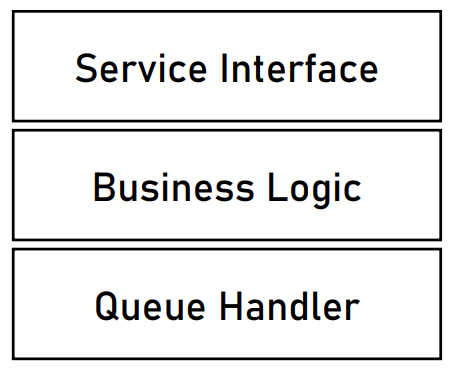 Service Interface
Business Logic
Queue Handler